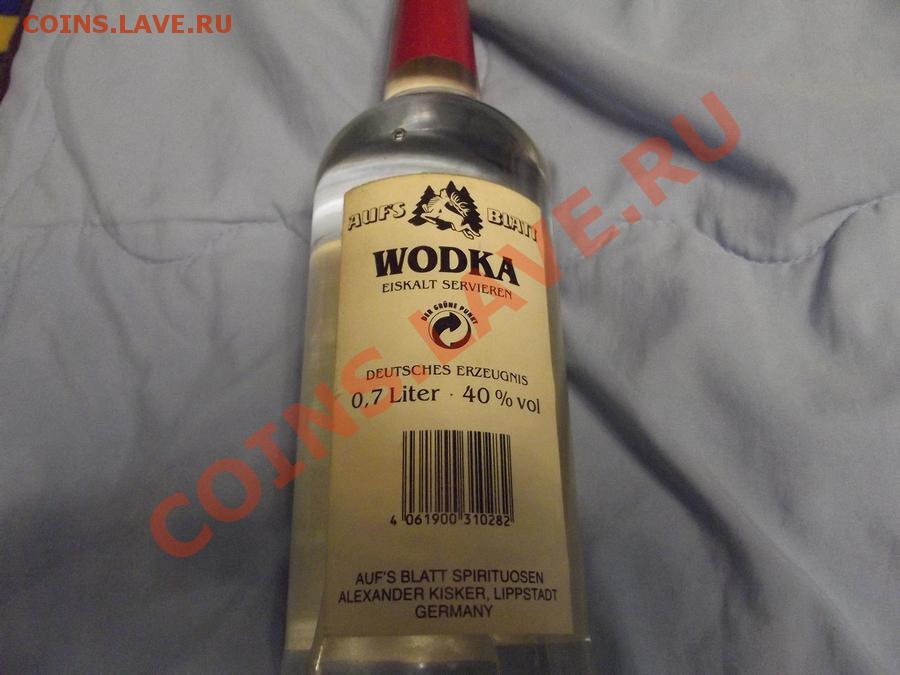 COINS.LAVE.RU
AUF'S BLATT
WODKA
EISKALT SERVIEREN
DER GRÜNE PUNKT
DEUTSCHES ERZEUGNIS
0,7 Liter · 40 % vol
4 061900 310282
AUF'S BLATT SPIRITUOSEN
ALEXANDER KISKER, LIPPSTADT
GERMANY
COINS.LAVE.RU